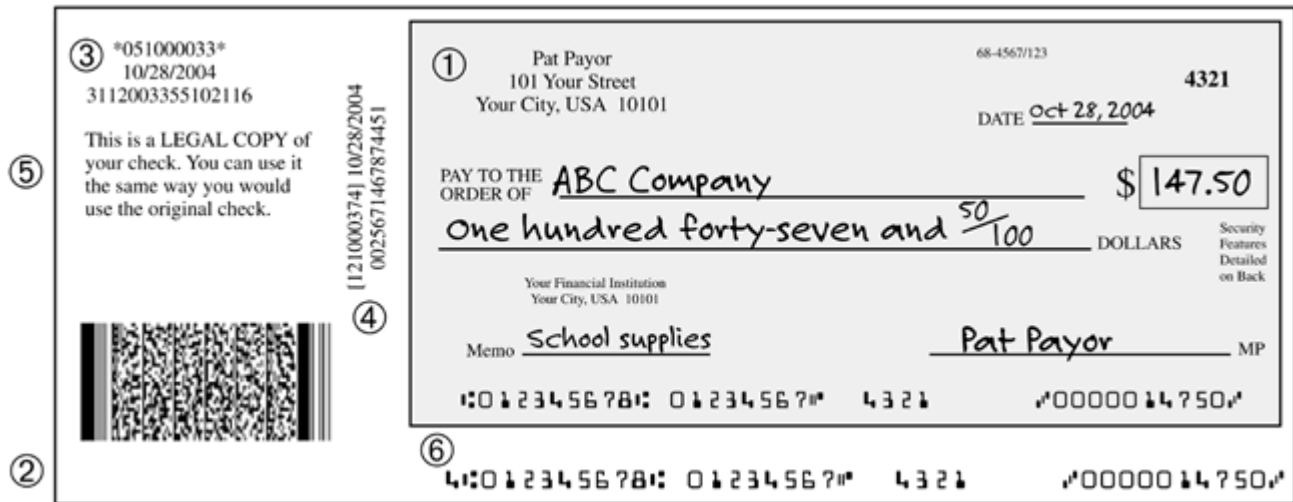 ③ *051000033*
10/28/2004
3112003355102116
⑤ This is a LEGAL COPY of
your check. You can use it
the same way you would
use the original check.
[121000374] 10/28/2004
0025671467874451
④
②
① Pat Payor
101 Your Street
Your City, USA 10101
68-4567/123
4321
DATE Oct 28, 2004
PAY TO THE
ORDER OF ABC Company $ 147.50
One hundred forty-seven and 50/100 DOLLARS
Security
Features
Detailed
on Back
Your Financial Institution
Your City, USA 10101
Memo School supplies Pat Payor MP
⑆012345678⑆ 01234567⑈ 4321 ⑇0000014750⑇
⑥
4⑆012345678⑆ 01234567⑈ 4321 ⑇0000014750⑇